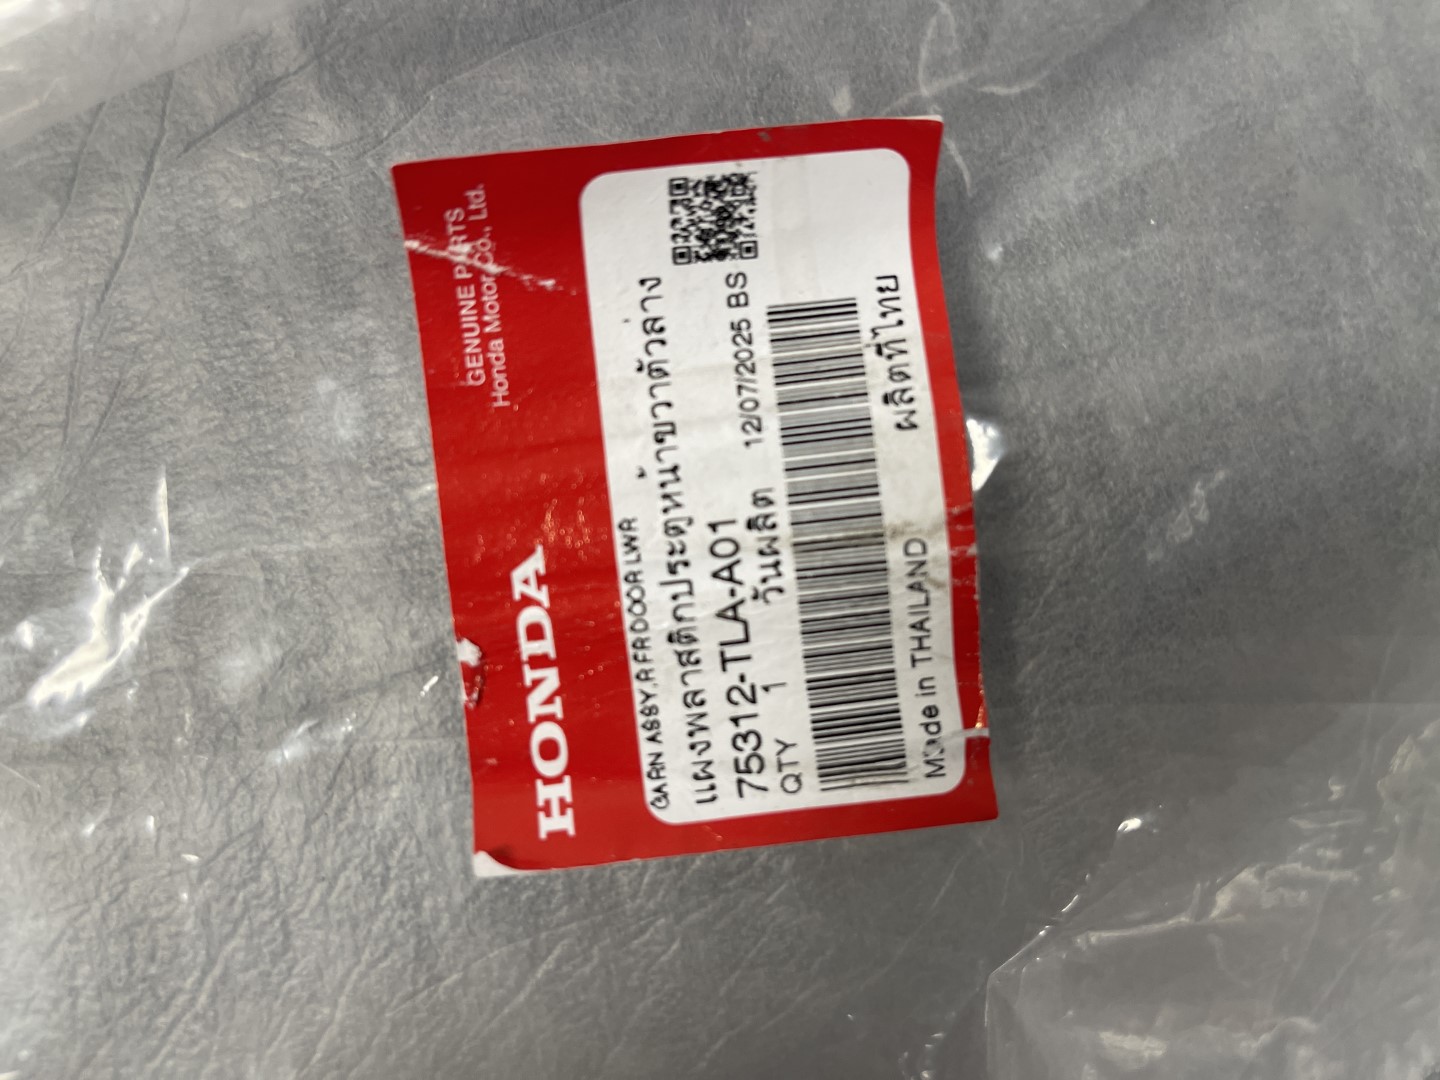 HONDA
GENUINE PARTS
Honda Motor Co., Ltd.
GARN ASSY,R FR DOOR LWR
แผงพลาสติกประตูหน้าขวาตัวล่าง
75312-TLA-A01
QTY 1 วันผลิต 12/07/2025 BS
Made in THAILAND ผลิตที่ไทย